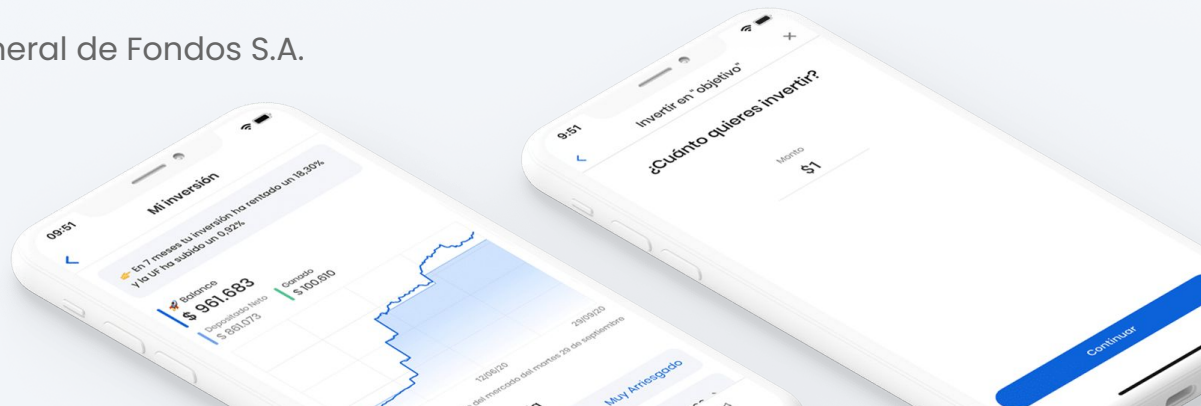 neral de Fondos S.A.
09:51
Mi inversión
👉 En 7 meses tu inversión ha rentado un 18,30%
y la UF ha subido un 0,92%
🚀 Balance
$ 961.683
Depositado Neto
$ 861.073
Ganado
$ 100.610
12/06/20
29/09/20
del mercado del martes 29 de septiembre
Muy Arriesgado
9:51
Invertir en "objetivo"
¿Cuánto quieres invertir?
Monto
$1
Continuar